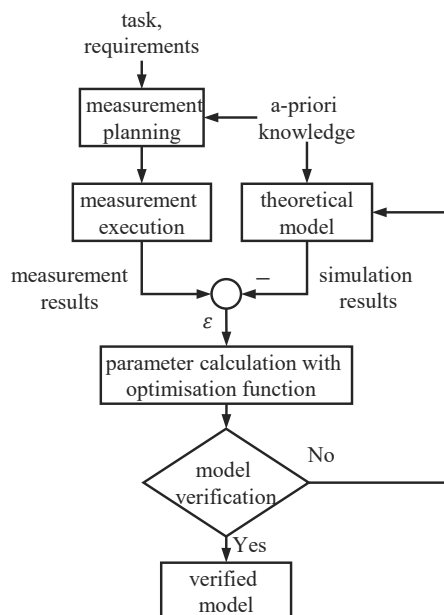 task,
requirements
measurement
planning
a-priori
knowledge
measurement
execution
theoretical
model
measurement
results
−
simulation
results
ε
parameter calculation with
optimisation function
model
verification
No
Yes
verified
model